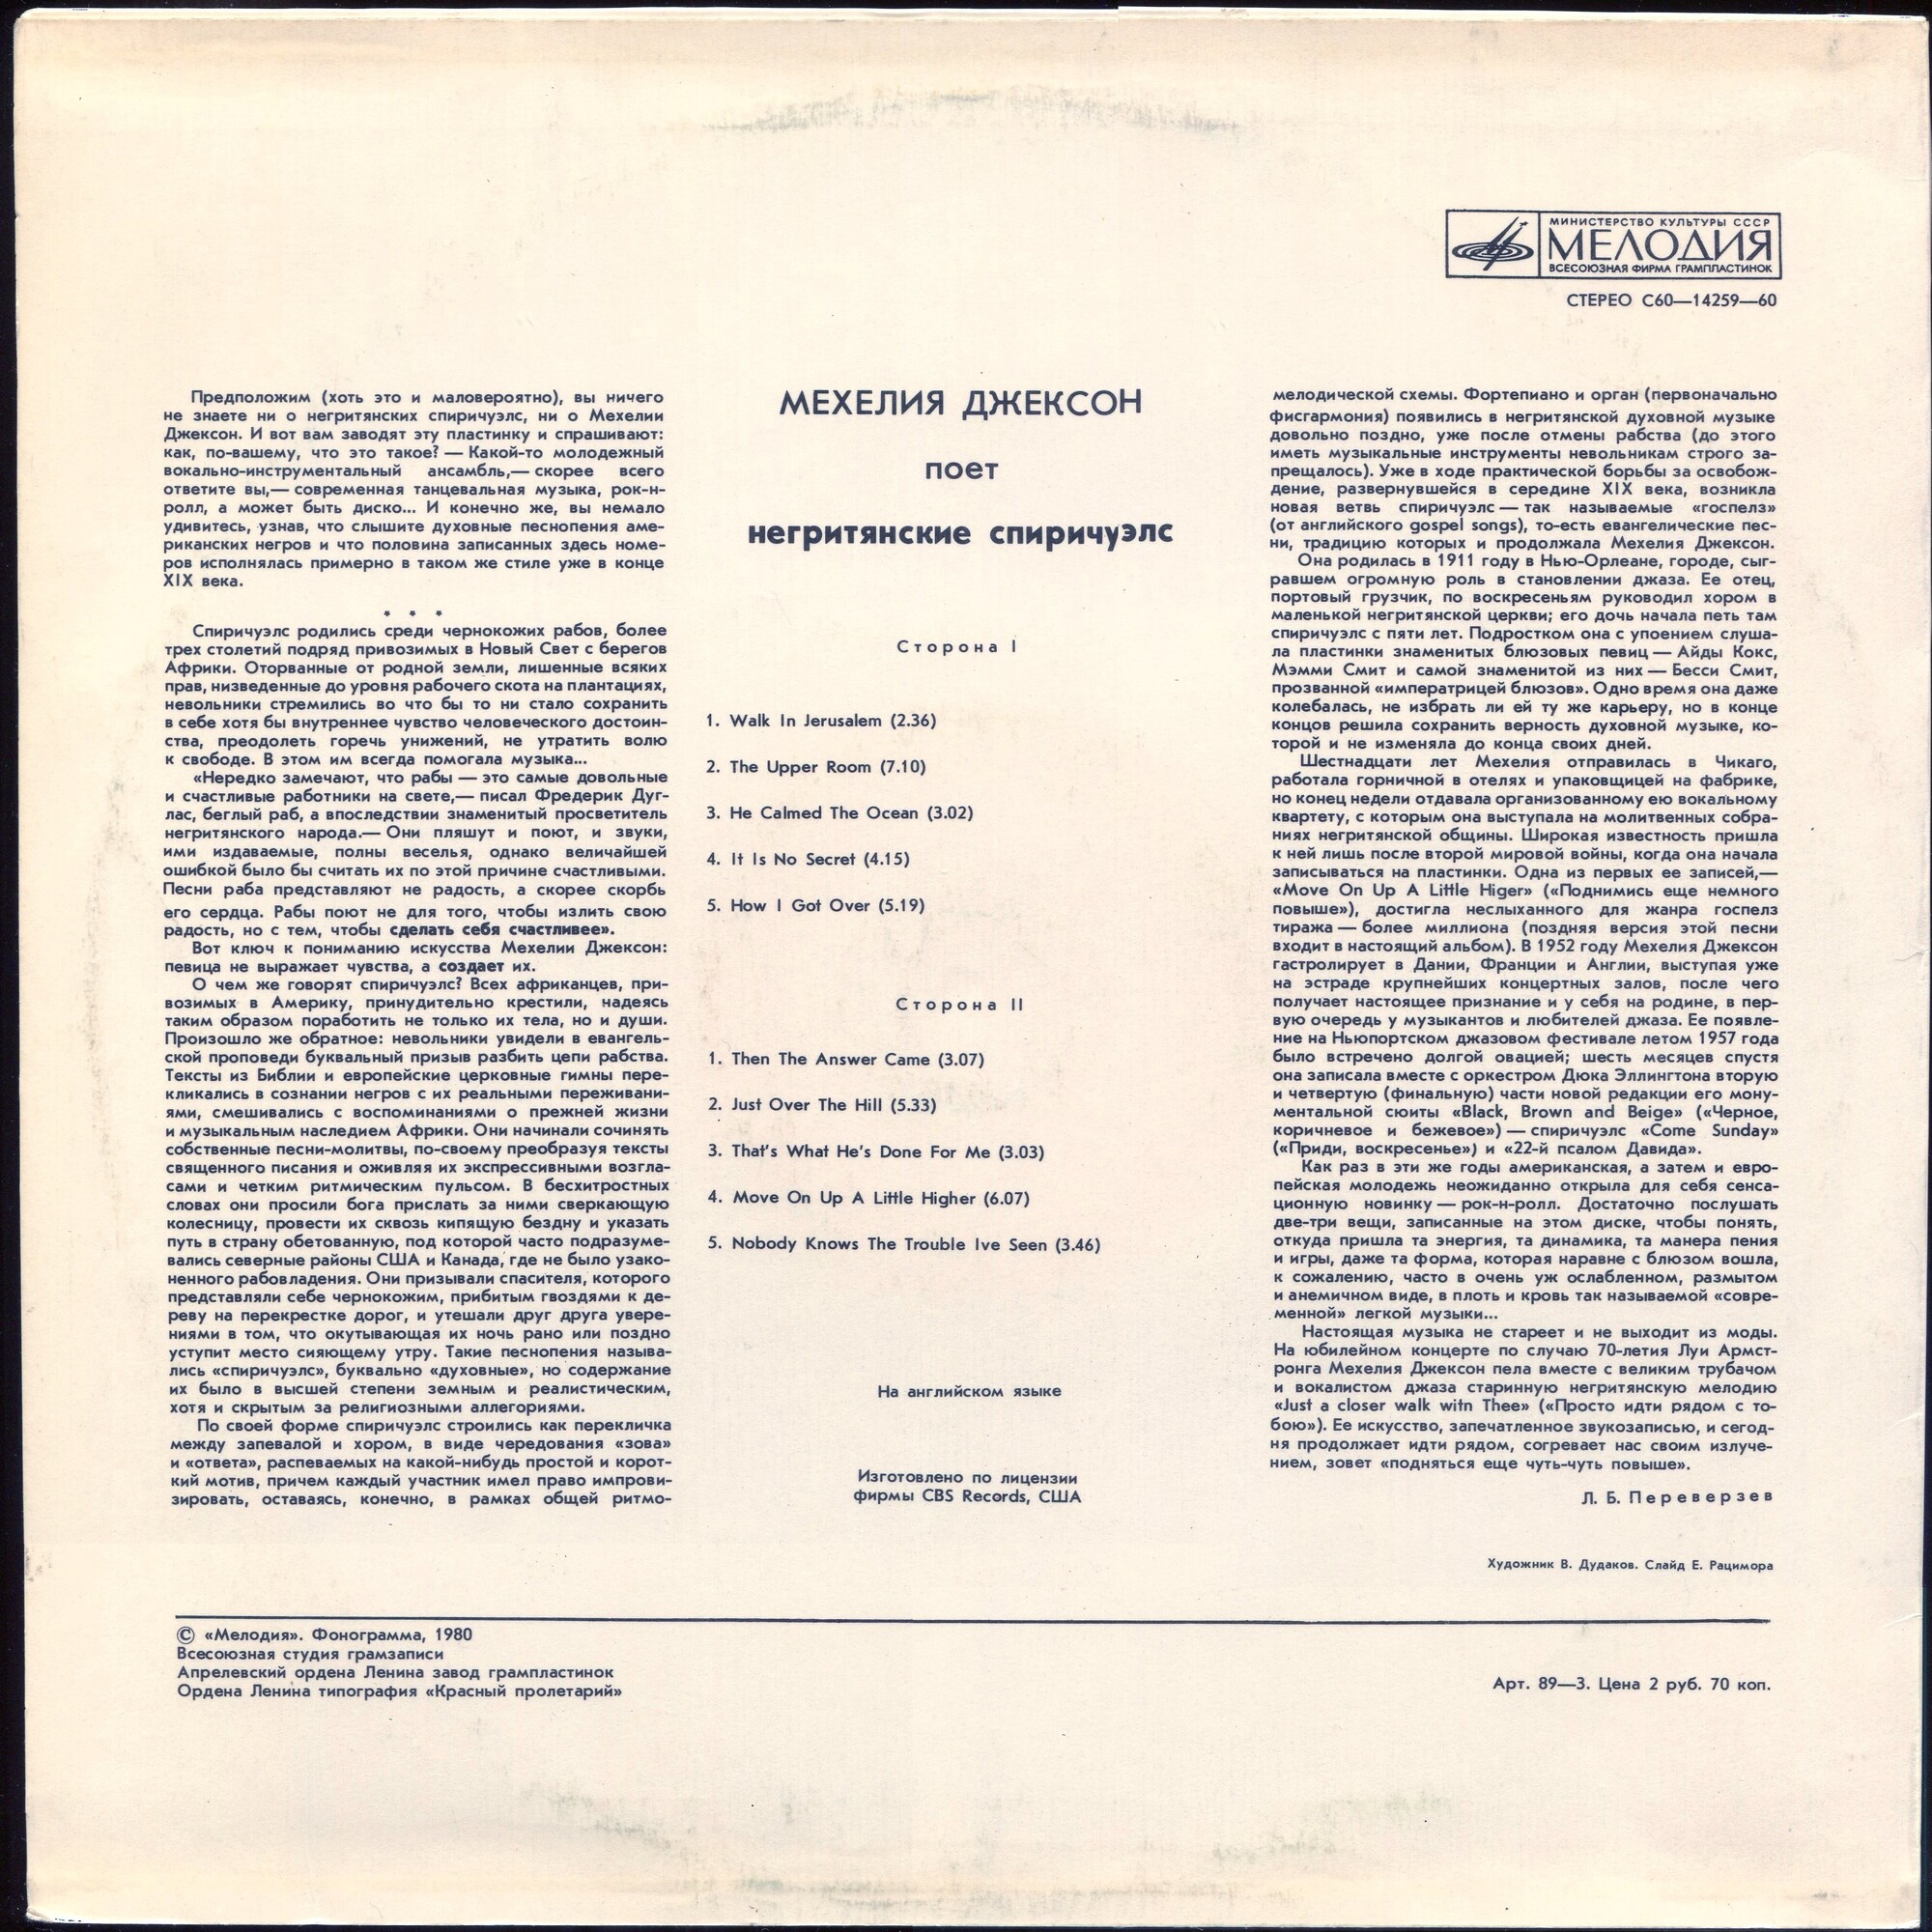 МИНИСТЕРСТВО КУЛЬТУРЫ СССР
МЕЛОДИЯ
ВСЕСОЮЗНАЯ ФИРМА ГРАМПЛАСТИНОК
СТЕРЕО С60—14259—60
Предположим (хоть это и маловероятно), вы ничего
не знаете ни о негритянских спиричуэлс, ни о Мехелии
Джексон. И вот вам заводят эту пластинку и спрашивают:
как, по-вашему, что это такое? — Какой-то молодежный
вокально-инструментальный ансамбль,— скорее всего
ответите вы,— современная танцевальная музыка, рок-н-
ролл, а может быть диско... И конечно же, вы немало
удивитесь, узнав, что слышите духовные песнопения аме-
риканских негров и что половина записанных здесь номе-
ров исполнялась примерно в таком же стиле уже в конце
XIX века.
* * *
Спиричуэлс родились среди чернокожих рабов, более
трех столетий подряд привозимых в Новый Свет с берегов
Африки. Оторванные от родной земли, лишенные всяких
прав, низведенные до уровня рабочего скота на плантациях,
невольники стремились во что бы то ни стало сохранить
в себе хотя бы внутреннее чувство человеческого достоин-
ства, преодолеть горечь унижений, не утратить волю
к свободе. В этом им всегда помогала музыка...
«Нередко замечают, что рабы — это самые довольные
и счастливые работники на свете,— писал Фредерик Дуг-
лас, беглый раб, а впоследствии знаменитый просветитель
негритянского народа.— Они пляшут и поют, и звуки,
ими издаваемые, полны веселья, однако величайшей
ошибкой было бы считать их по этой причине счастливыми.
Песни раба представляют не радость, а скорее скорбь
его сердца. Рабы поют не для того, чтобы излить свою
радость, но с тем, чтобы сделать себя счастливее».
Вот ключ к пониманию искусства Мехелии Джексон:
певица не выражает чувства, а создает их.
О чем же говорят спиричуэлс? Всех африканцев, при-
возимых в Америку, принудительно крестили, надеясь
таким образом поработить не только их тела, но и души.
Произошло же обратное: невольники увидели в евангель-
ской проповеди буквальный призыв разбить цепи рабства.
Тексты из Библии и европейские церковные гимны пере-
кликались в сознании негров с их реальными переживани-
ями, смешивались с воспоминаниями о прежней жизни
и музыкальным наследием Африки. Они начинали сочинять
собственные песни-молитвы, по-своему преобразуя тексты
священного писания и оживляя их экспрессивными возгла-
сами и четким ритмическим пульсом. В бесхитростных
словах они просили бога прислать за ними сверкающую
колесницу, провести их сквозь кипящую бездну и указать
путь в страну обетованную, под которой часто подразуме-
вались северные районы США и Канада, где не было узако-
ненного рабовладения. Они призывали спасителя, которого
представляли себе чернокожим, прибитым гвоздями к де-
реву на перекрестке дорог, и утешали друг друга увере-
ниями в том, что окутывающая их ночь рано или поздно
уступит место сияющему утру. Такие песнопения называ-
лись «спиричуэлс», буквально «духовные», но содержание
их было в высшей степени земным и реалистическим,
хотя и скрытым за религиозными аллегориями.
По своей форме спиричуэлс строились как перекличка
между запевалой и хором, в виде чередования «зова»
и «ответа», распеваемых на какой-нибудь простой и корот-
кий мотив, причем каждый участник имел право импрови-
зировать, оставаясь, конечно, в рамках общей ритмо-
МЕХЕЛИЯ ДЖЕКСОН
поет
негритянские спиричуэлс
Сторона I
1. Walk In Jerusalem (2.36)
2. The Upper Room (7.10)
3. He Calmed The Ocean (3.02)
4. It Is No Secret (4.15)
5. How I Got Over (5.19)
Сторона II
1. Then The Answer Came (3.07)
2. Just Over The Hill (5.33)
3. That's What He's Done For Me (3.03)
4. Move On Up A Little Higher (6.07)
5. Nobody Knows The Trouble Ive Seen (3.46)
На английском языке
Изготовлено по лицензии
фирмы CBS Records, США
мелодической схемы. Фортепиано и орган (первоначально
фисгармония) появились в негритянской духовной музыке
довольно поздно, уже после отмены рабства (до этого
иметь музыкальные инструменты невольникам строго за-
прещалось). Уже в ходе практической борьбы за освобож-
дение, развернувшейся в середине XIX века, возникла
новая ветвь спиричуэлс — так называемые «госпелз»
(от английского gospel songs), то-есть евангелические пес-
ни, традицию которых и продолжала Мехелия Джексон.
Она родилась в 1911 году в Нью-Орлеане, городе, сыг-
равшем огромную роль в становлении джаза. Ее отец,
портовый грузчик, по воскресеньям руководил хором в
маленькой негритянской церкви; его дочь начала петь там
спиричуэлс с пяти лет. Подростком она с упоением слуша-
ла пластинки знаменитых блюзовых певиц — Айды Кокс,
Мэмми Смит и самой знаменитой из них — Бесси Смит,
прозванной «императрицей блюзов». Одно время она даже
колебалась, не избрать ли ей ту же карьеру, но в конце
концов решила сохранить верность духовной музыке, ко-
торой и не изменяла до конца своих дней.
Шестнадцати лет Мехелия отправилась в Чикаго,
работала горничной в отелях и упаковщицей на фабрике,
но конец недели отдавала организованному ею вокальному
квартету, с которым она выступала на молитвенных собра-
ниях негритянской общины. Широкая известность пришла
к ней лишь после второй мировой войны, когда она начала
записываться на пластинки. Одна из первых ее записей,—
«Move On Up A Little Higer» («Поднимись еще немного
повыше»), достигла неслыханного для жанра госпелз
тиража — более миллиона (поздняя версия этой песни
входит в настоящий альбом). В 1952 году Мехелия Джексон
гастролирует в Дании, Франции и Англии, выступая уже
на эстраде крупнейших концертных залов, после чего
получает настоящее признание и у себя на родине, в пер-
вую очередь у музыкантов и любителей джаза. Ее появле-
ние на Ньюпортском джазовом фестивале летом 1957 года
было встречено долгой овацией; шесть месяцев спустя
она записала вместе с оркестром Дюка Эллингтона вторую
и четвертую (финальную) части новой редакции его мону-
ментальной сюиты «Black, Brown and Beige» («Черное,
коричневое и бежевое») — спиричуэлс «Come Sunday»
(«Приди, воскресенье») и «22-й псалом Давида».
Как раз в эти же годы американская, а затем и евро-
пейская молодежь неожиданно открыла для себя сенса-
ционную новинку — рок-н-ролл. Достаточно послушать
две-три вещи, записанные на этом диске, чтобы понять,
откуда пришла та энергия, та динамика, та манера пения
и игры, даже та форма, которая наравне с блюзом вошла,
к сожалению, часто в очень уж ослабленном, размытом
и анемичном виде, в плоть и кровь так называемой «совре-
менной» легкой музыки...
Настоящая музыка не стареет и не выходит из моды.
На юбилейном концерте по случаю 70-летия Луи Армст-
ронга Мехелия Джексон пела вместе с великим трубачом
и вокалистом джаза старинную негритянскую мелодию
«Just a closer walk witn Thee» («Просто идти рядом с то-
бою»). Ее искусство, запечатленное звукозаписью, и сегод-
ня продолжает идти рядом, согревает нас своим излуче-
нием, зовет «подняться еще чуть-чуть повыше».
Л. Б. Переверзев
Художник В. Дудаков. Слайд Е. Рацимора
© «Мелодия». Фонограмма, 1980
Всесоюзная студия грамзаписи
Апрелевский ордена Ленина завод грампластинок
Ордена Ленина типография «Красный пролетарий»
Арт. 89—3. Цена 2 руб. 70 коп.